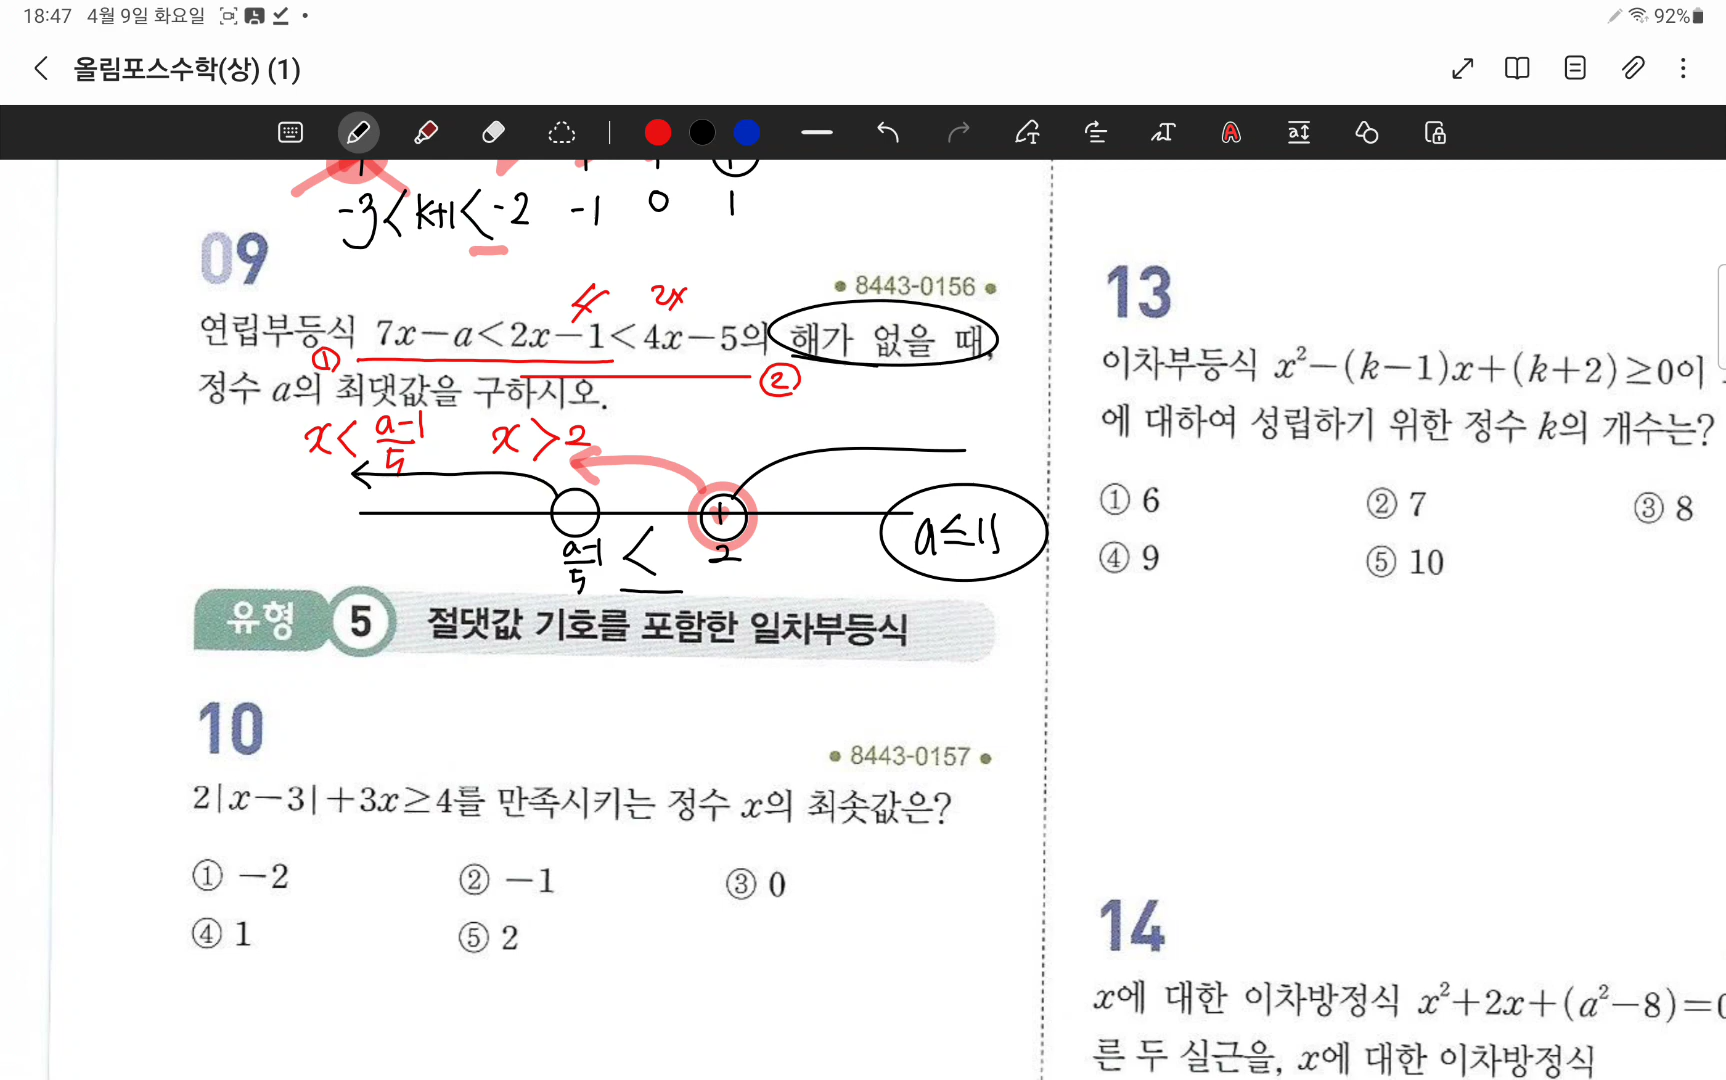 18:47 4월 9일 화요일
92%
올림포스수학(상) (1)
-3<k+1<-2 -1 0 1
09
8443-0156
4 2x
연립부등식 7x-a<2x-1<4x-5의 해가 없을 때,
① ②
정수 a의 최댓값을 구하시오.
x<(a-1)/5 x>2
(a-1)/5 ≤ 2
a≤11
유형 5 절댓값 기호를 포함한 일차부등식
10
8443-0157
2|x-3|+3x≥4를 만족시키는 정수 x의 최솟값은?
① -2 ② -1 ③ 0
④ 1 ⑤ 2
13
이차부등식 x²-(k-1)x+(k+2)≥0이
에 대하여 성립하기 위한 정수 k의 개수는?
① 6 ② 7 ③ 8
④ 9 ⑤ 10
14
x에 대한 이차방정식 x²+2x+(a²-8)=0
른 두 실근을, x에 대한 이차방정식